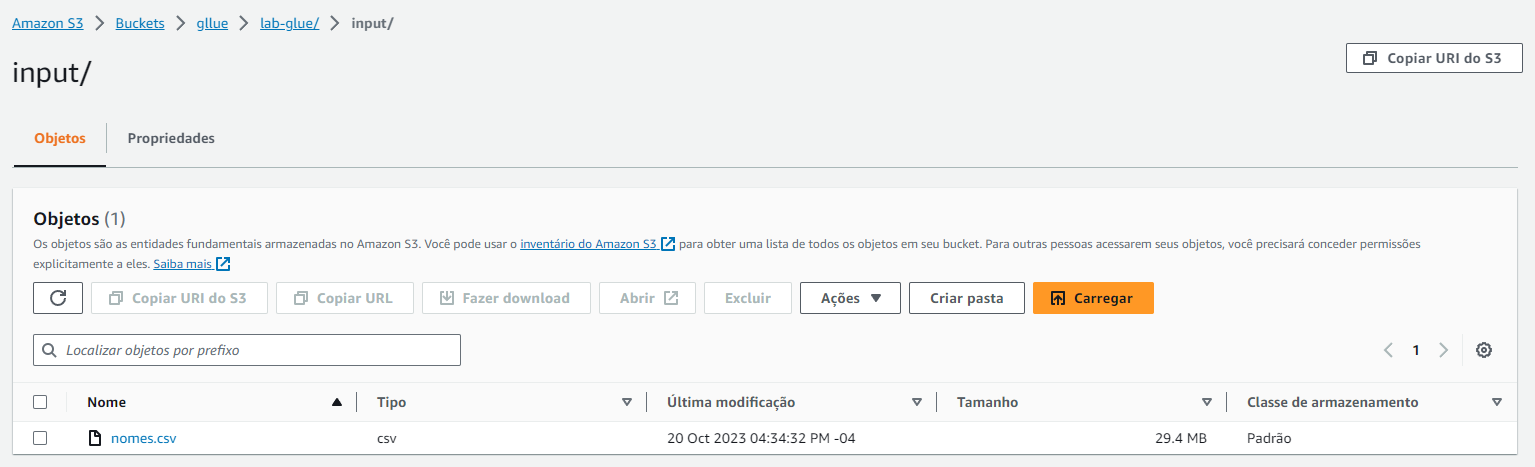 Amazon S3 > Buckets > gllue > lab-glue/ > input/
input/
Copiar URI do S3
Objetos Propriedades
Objetos (1)
Os objetos são as entidades fundamentais armazenadas no Amazon S3. Você pode usar o inventário do Amazon S3 para obter uma lista de todos os objetos em seu bucket. Para outras pessoas acessarem seus objetos, você precisará conceder permissões
explicitamente a eles. Saiba mais
Copiar URI do S3 Copiar URL Fazer download Abrir Excluir Ações Criar pasta Carregar
Localizar objetos por prefixo
1
Nome Tipo Última modificação Tamanho Classe de armazenamento
nomes.csv csv 20 Oct 2023 04:34:32 PM -04 29.4 MB Padrão